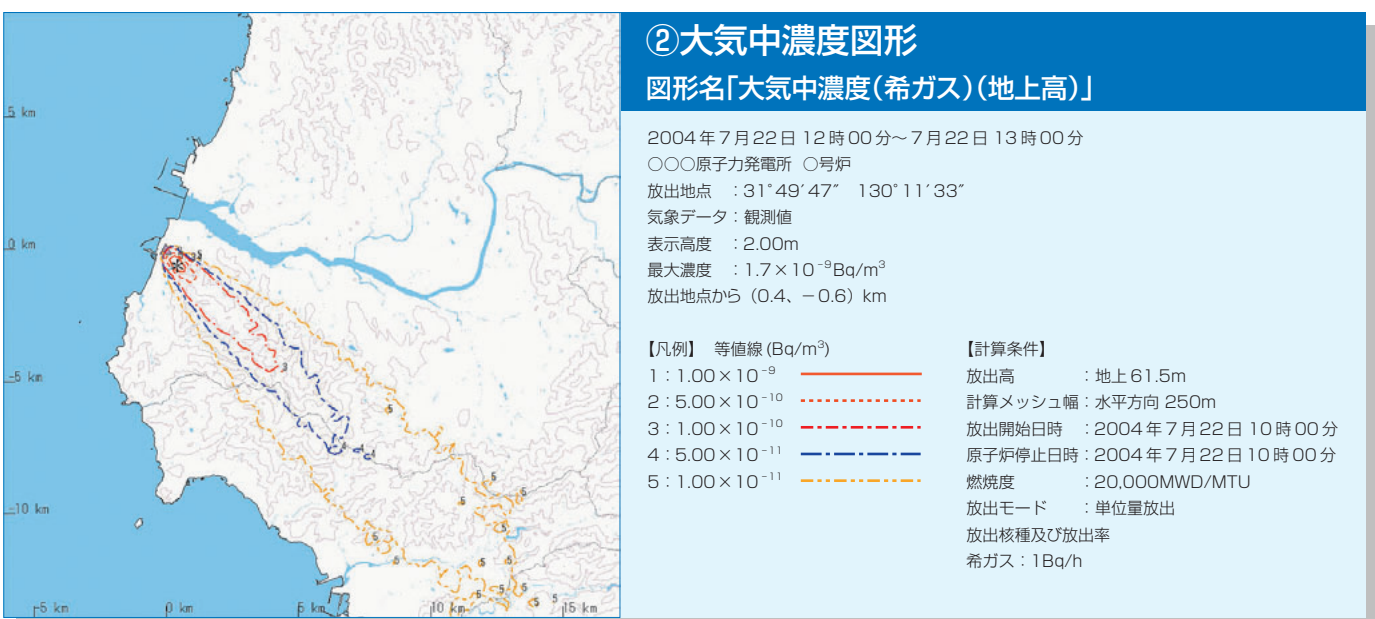 ②大気中濃度図形
図形名「大気中濃度(希ガス)(地上高)」
2004年7月22日 12時00分～7月22日 13時00分
○○○原子力発電所 ○号炉
放出地点 :31°49′47″ 130°11′33″
気象データ:観測値
表示高度 :2.00m
最大濃度 :1.7×10⁻⁹Bq/m³
放出地点から (0.4、－0.6) km
【凡例】 等値線(Bq/m³)
1:1.00×10⁻⁹
2:5.00×10⁻¹⁰
3:1.00×10⁻¹⁰
4:5.00×10⁻¹¹
5:1.00×10⁻¹¹
【計算条件】
放出高 :地上61.5m
計算メッシュ幅:水平方向 250m
放出開始日時 :2004年7月22日10時00分
原子炉停止日時:2004年7月22日10時00分
燃焼度 :20,000MWD/MTU
放出モード :単位量放出
放出核種及び放出率
希ガス:1Bq/h
5 km
0 km
-5 km
-10 km
-5 km 0 km 5 km 10 km 15 km